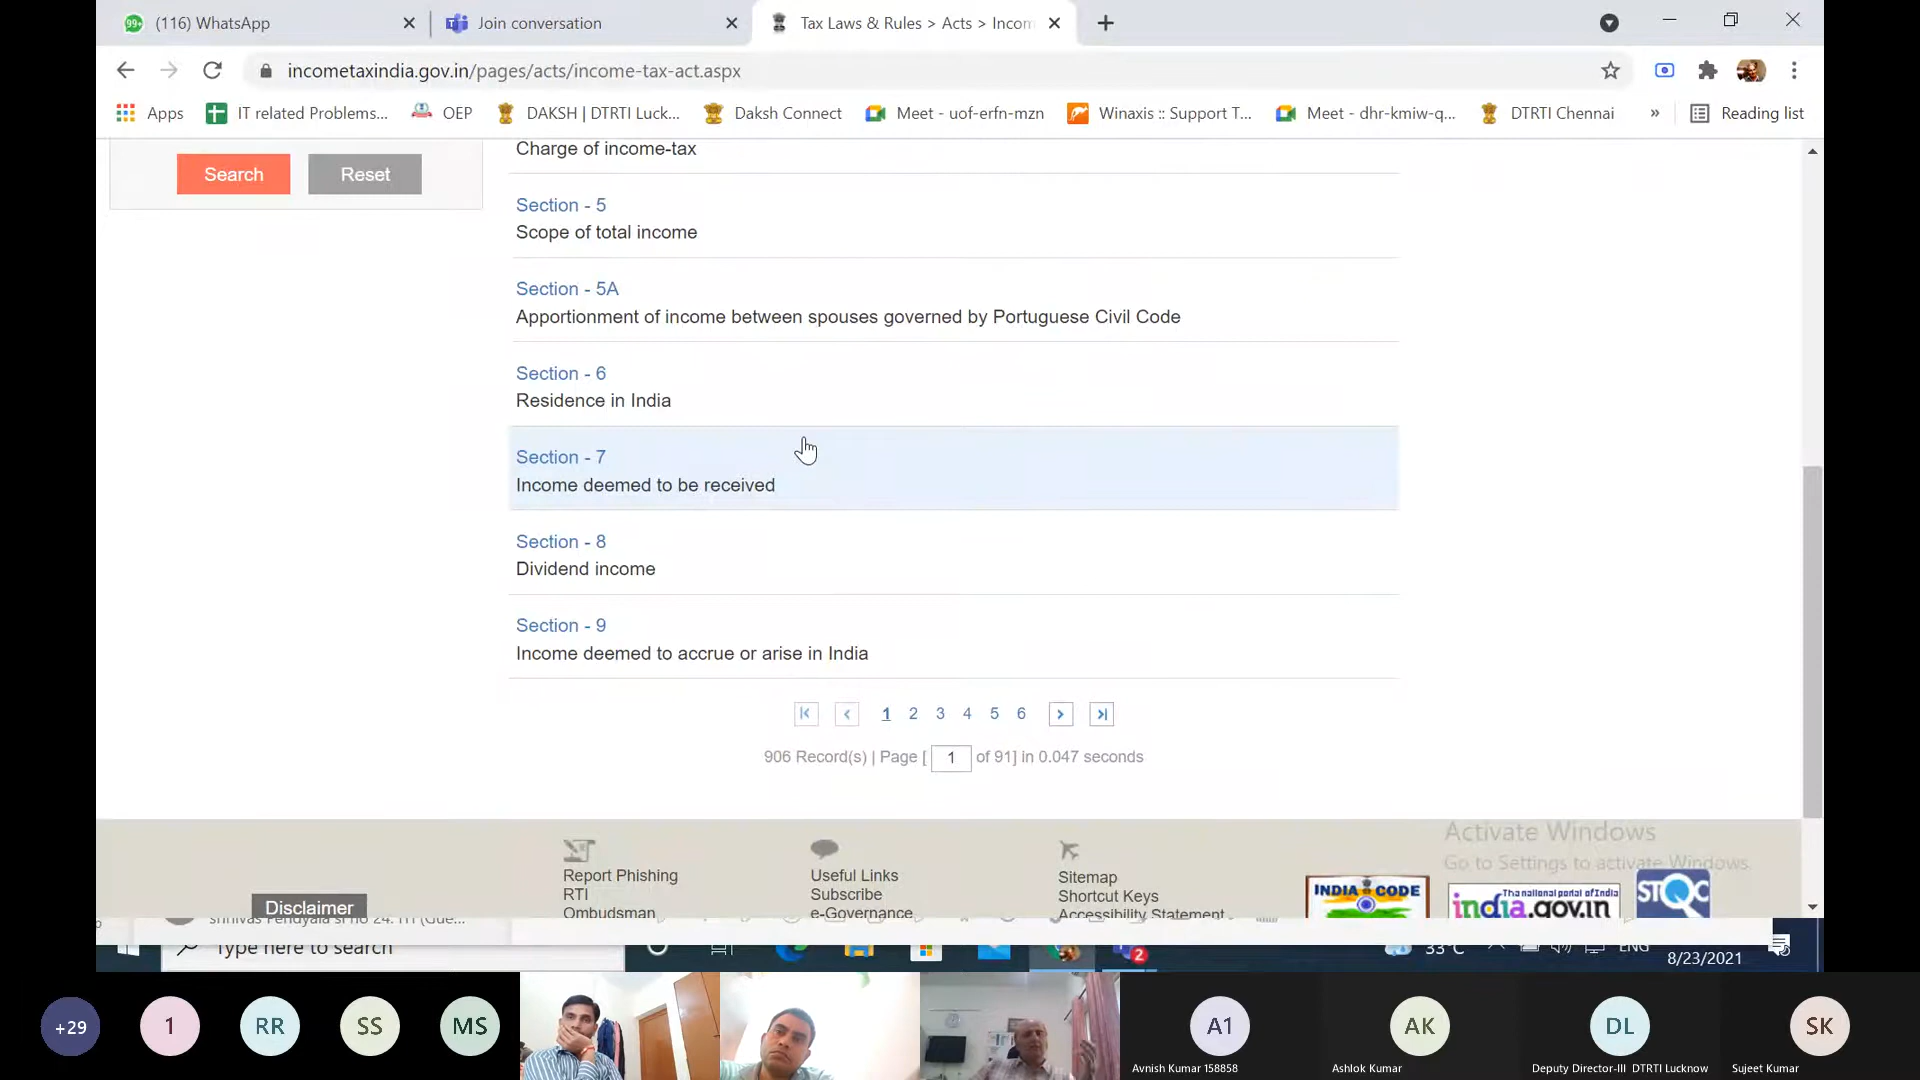 99+ (116) WhatsApp
Join conversation
Tax Laws & Rules > Acts > Incom
incometaxindia.gov.in/pages/acts/income-tax-act.aspx
Apps
IT related Problems...
OEP
DAKSH | DTRTI Luck...
Daksh Connect
Meet - uof-erfn-mzn
Winaxis :: Support T...
Meet - dhr-kmiw-q...
DTRTI Chennai
»
Reading list
Search
Reset
Charge of income-tax
Section - 5
Scope of total income
Section - 5A
Apportionment of income between spouses governed by Portuguese Civil Code
Section - 6
Residence in India
Section - 7
Income deemed to be received
Section - 8
Dividend income
Section - 9
Income deemed to accrue or arise in India
1 2 3 4 5 6
906 Record(s) | Page [ 1 of 91] in 0.047 seconds
Activate Windows
Go to Settings to activate Windows.
Report Phishing
RTI
Ombudsman
Useful Links
Subscribe
e-Governance
Sitemap
Shortcut Keys
Accessibility Statement
INDIA CODE
The national portal of India
india.gov.in
STQC
Disclaimer
Type here to search
2
33°C
ENG
8/23/2021
+29
1
RR
SS
MS
A1
Avnish Kumar 158858
AK
Ashlok Kumar
DL
Deputy Director-III DTRTI Lucknow
SK
Sujeet Kumar